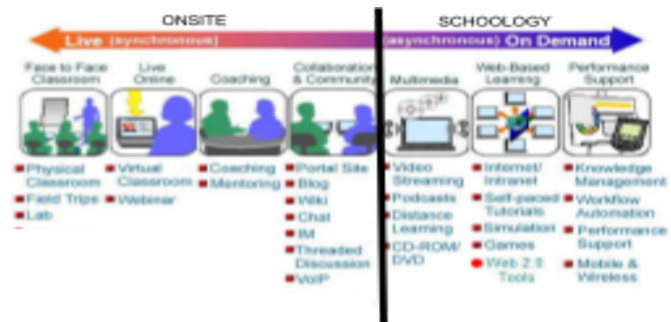 ONSITE
SCHOOLOGY
Live (synchronous)
(asynchronous) On Demand
Face to Face
Classroom
Live
Online
Coaching
Collaboration
& Community
Multimedia
Web-Based
Learning
Performance
Support
Physical
Classroom
Field Trips
Lab
Virtual
Classroom
Webinar
Coaching
Mentoring
Portal Site
Blog
Wiki
Chat
IM
Threaded
Discussion
VoIP
Video
Streaming
Podcasts
Distance
Learning
CD-ROM/
DVD
Internet/
Intranet
Self-paced
Tutorials
Simulation
Games
Web 2.0
Tools
Knowledge
Management
Workflow
Automation
Performance
Support
Mobile &
Wireless